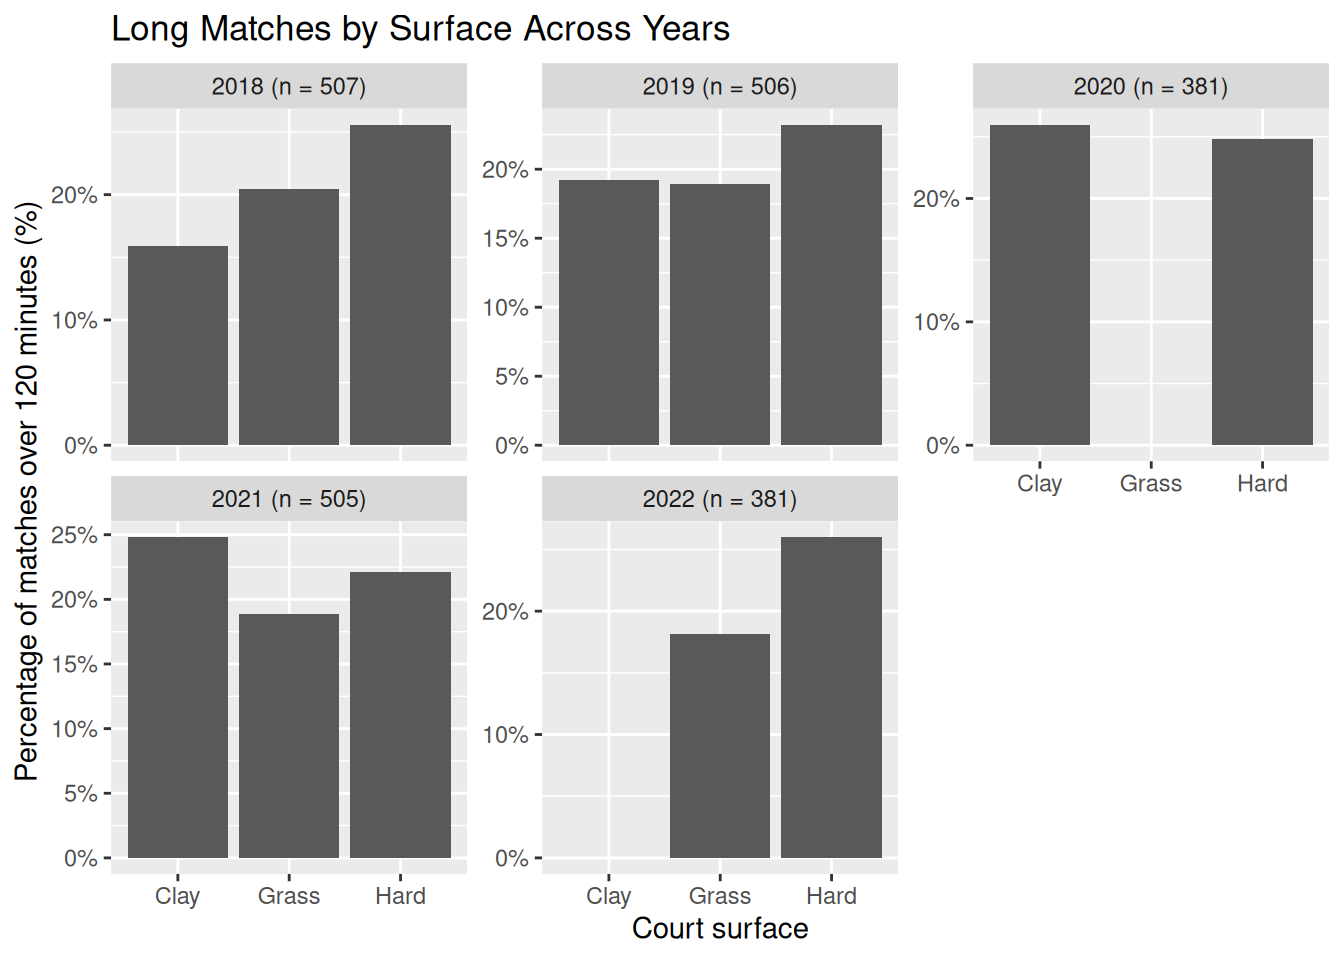 Long Matches by Surface Across Years
Percentage of matches over 120 minutes (%)
2018 (n = 507)
20%
10%
0%
2019 (n = 506)
20%
15%
10%
5%
0%
2020 (n = 381)
20%
10%
0%
Clay Grass Hard
2021 (n = 505)
25%
20%
15%
10%
5%
0%
Clay Grass Hard
2022 (n = 381)
20%
10%
0%
Clay Grass Hard
Court surface